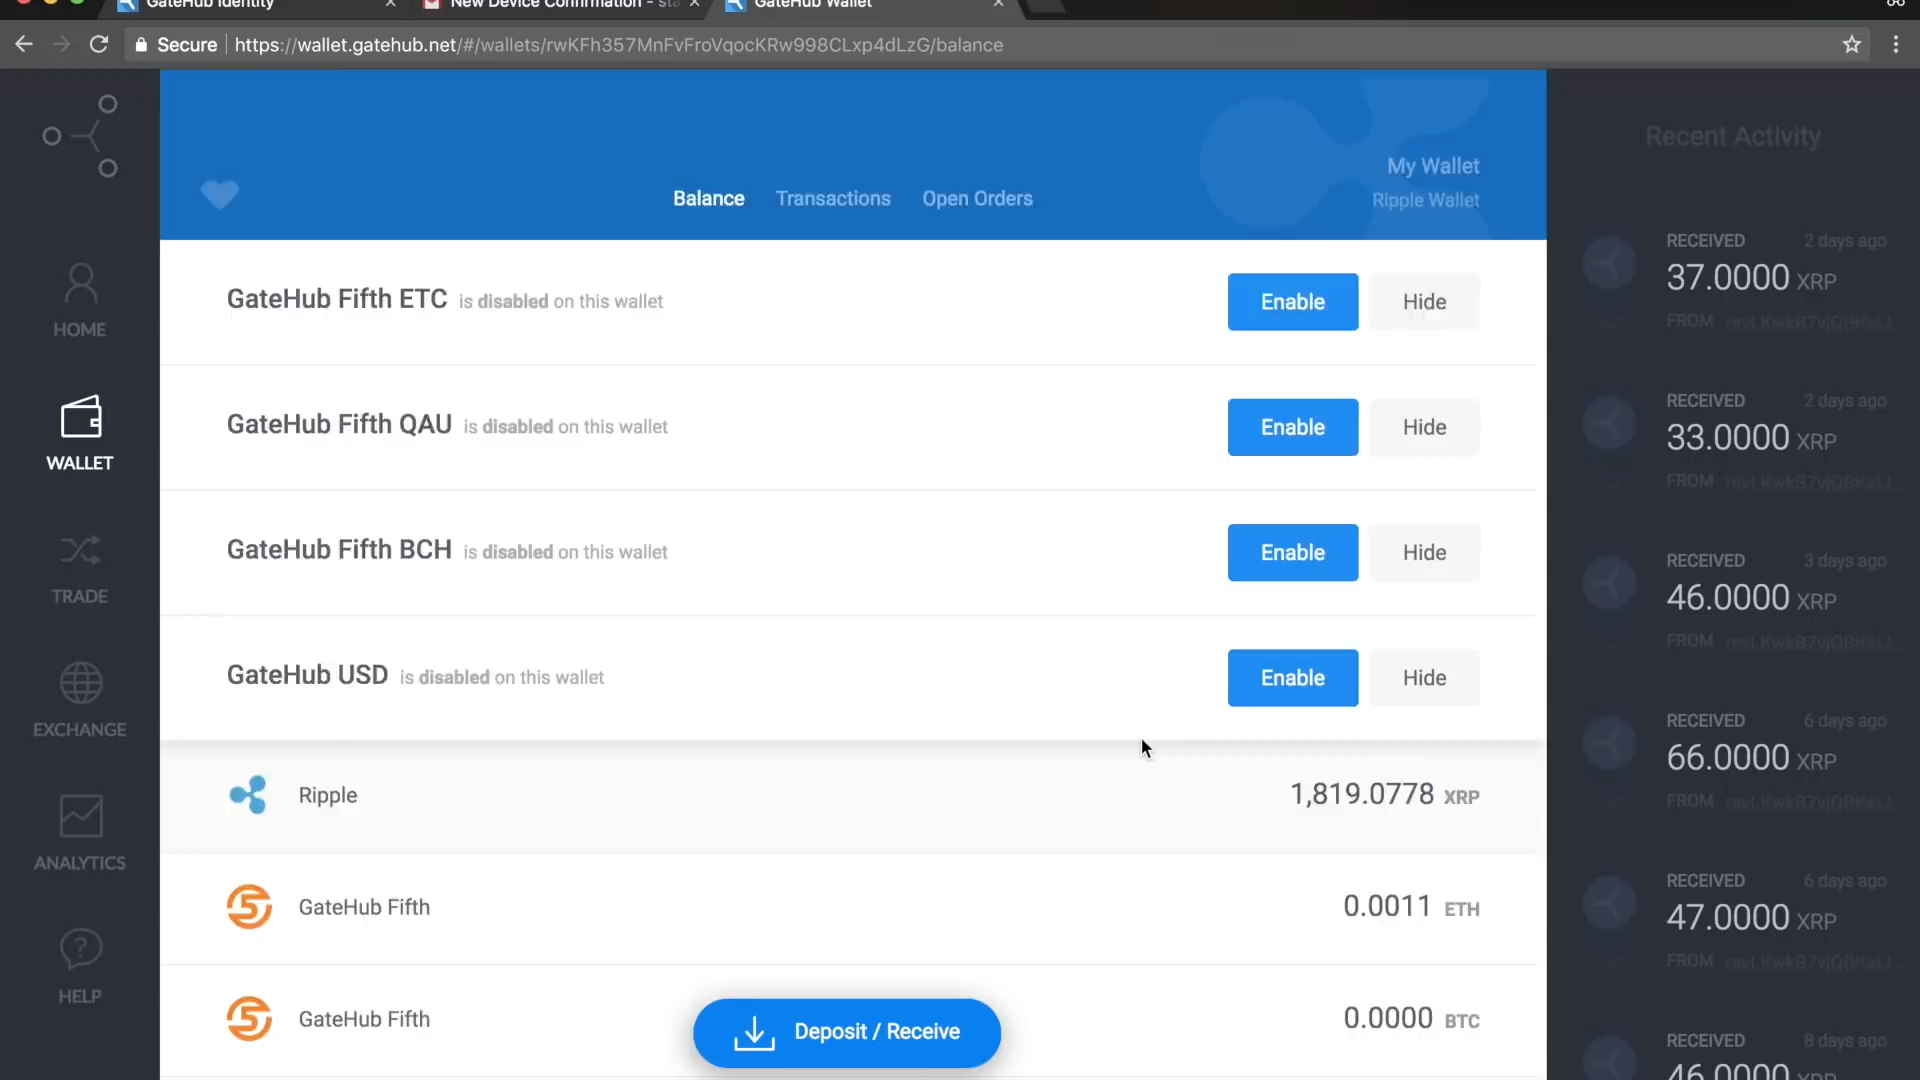 GateHub Identity
New Device Confirmation - sta
GateHub Wallet
Secure https://wallet.gatehub.net/#/wallets/rwKFh357MnFvFroVqocKRw998CLxp4dLzG/balance
HOME
WALLET
TRADE
EXCHANGE
ANALYTICS
HELP
Balance Transactions Open Orders
My Wallet
Ripple Wallet
GateHub Fifth ETC is disabled on this wallet Enable Hide
GateHub Fifth QAU is disabled on this wallet Enable Hide
GateHub Fifth BCH is disabled on this wallet Enable Hide
GateHub USD is disabled on this wallet Enable Hide
Ripple 1,819.0778 XRP
GateHub Fifth 0.0011 ETH
GateHub Fifth 0.0000 BTC
Deposit / Receive
Recent Activity
RECEIVED 2 days ago
37.0000 XRP
FROM
RECEIVED 2 days ago
33.0000 XRP
FROM
RECEIVED 3 days ago
46.0000 XRP
FROM
RECEIVED 6 days ago
66.0000 XRP
FROM
RECEIVED 6 days ago
47.0000 XRP
FROM
RECEIVED 8 days ago
46.0000 XRP